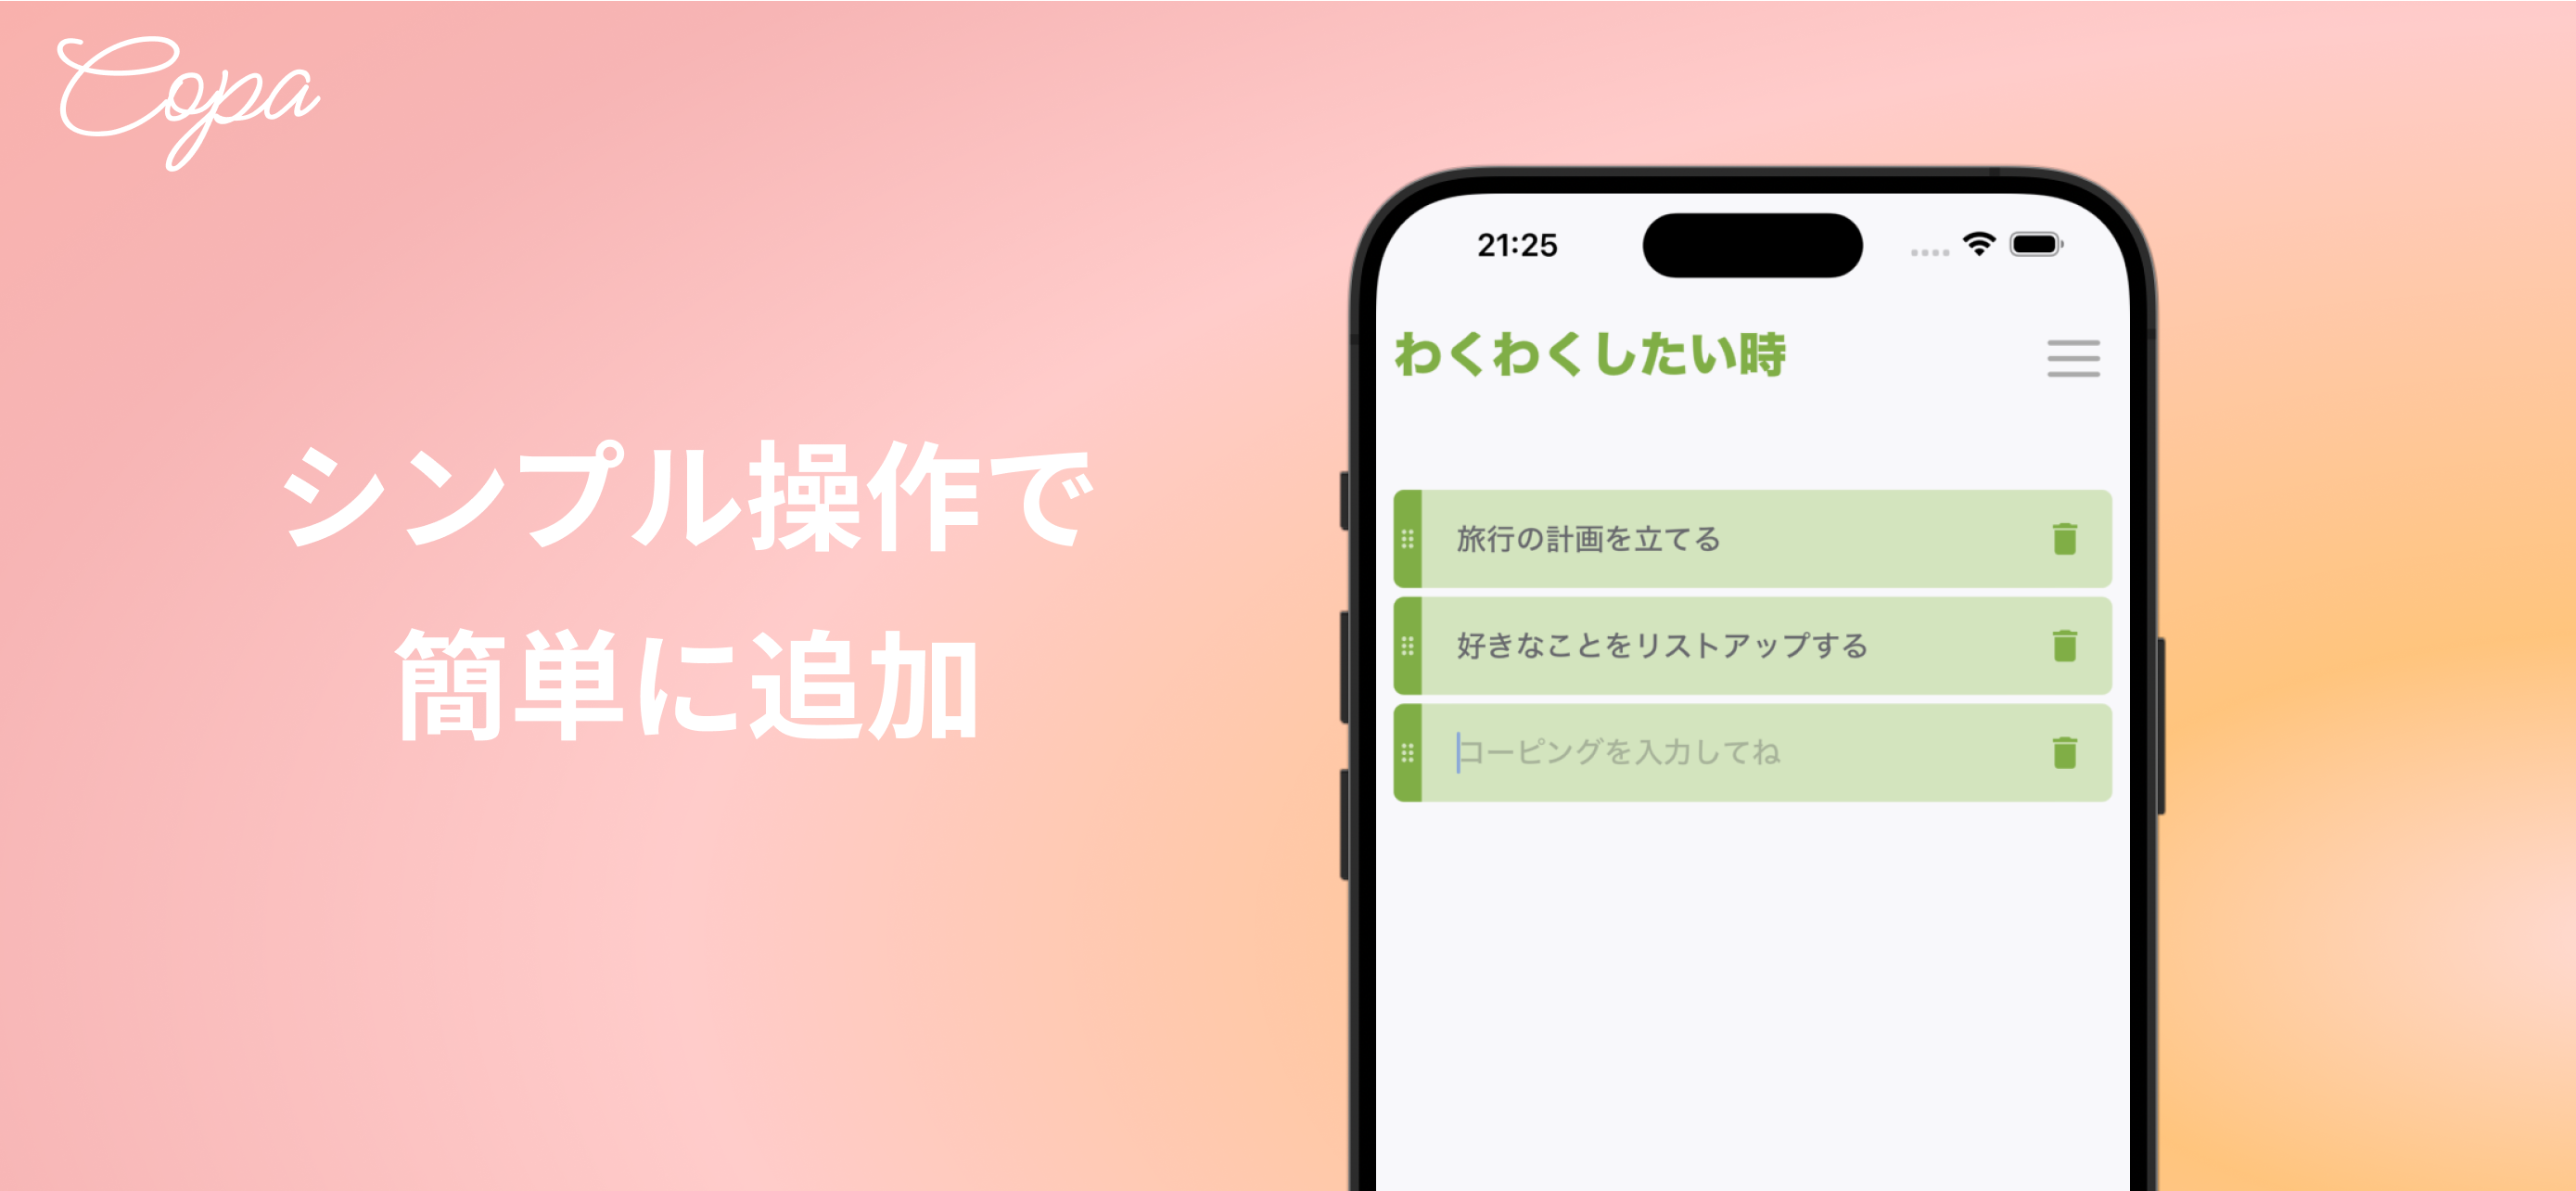 Copa
シンプル操作で
簡単に追加
21:25
わくわくしたい時
旅行の計画を立てる
好きなことをリストアップする
コーピングを入力してね